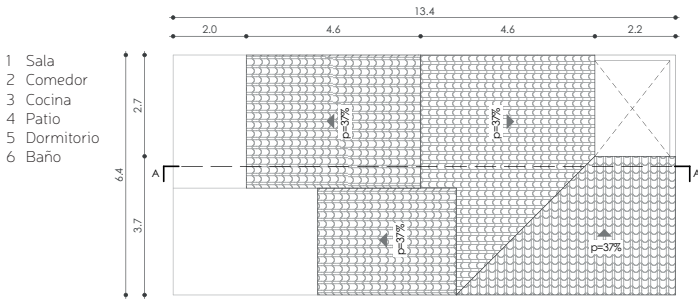 13.4
2.0
4.6
4.6
2.2
1 Sala
2 Comedor
3 Cocina
4 Patio
5 Dormitorio
6 Baño
6.4
2.7
3.7
p=37%
p=37%
A
A
p=37%
p=37%